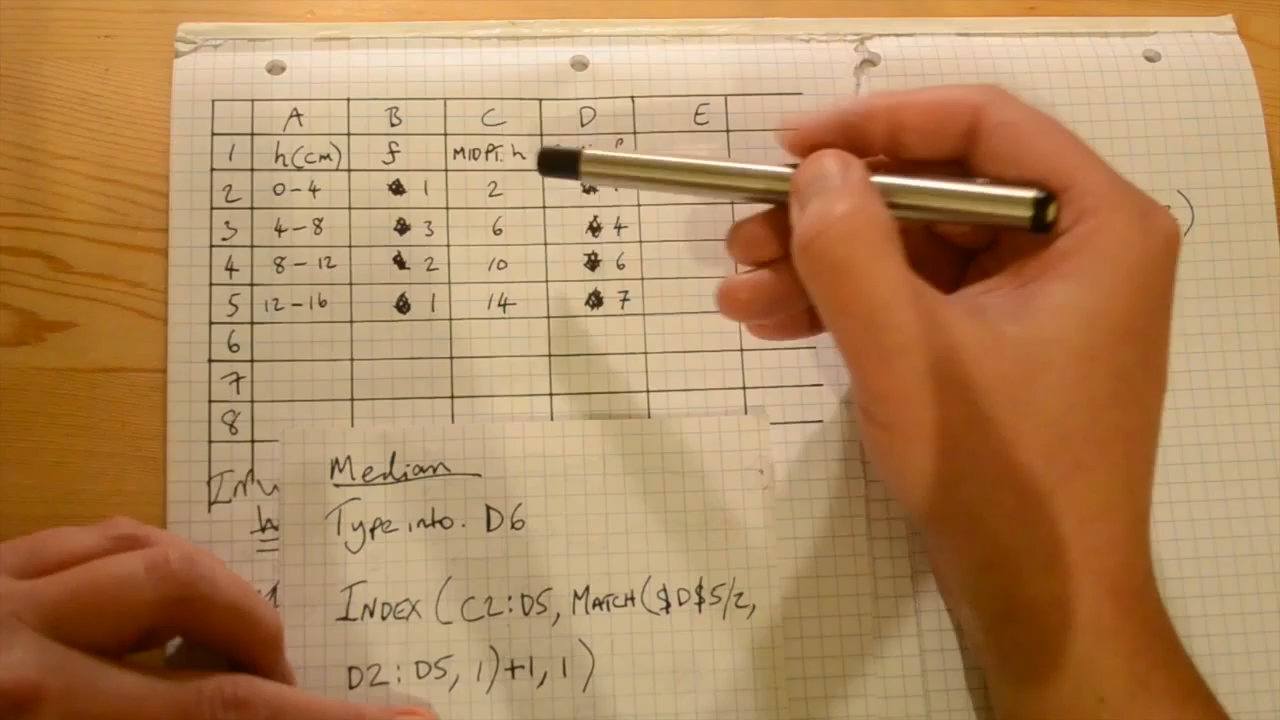 A B C D E
1 h(cm) f MIDPT. h
2 0-4 1 2
3 4-8 3 6 4
4 8-12 2 10 6
5 12-16 1 14 7
6
7
8
Median
Type into. D6
INDEX (C2:D5, MATCH($D$5/2,
D2:D5, 1)+1, 1)
)